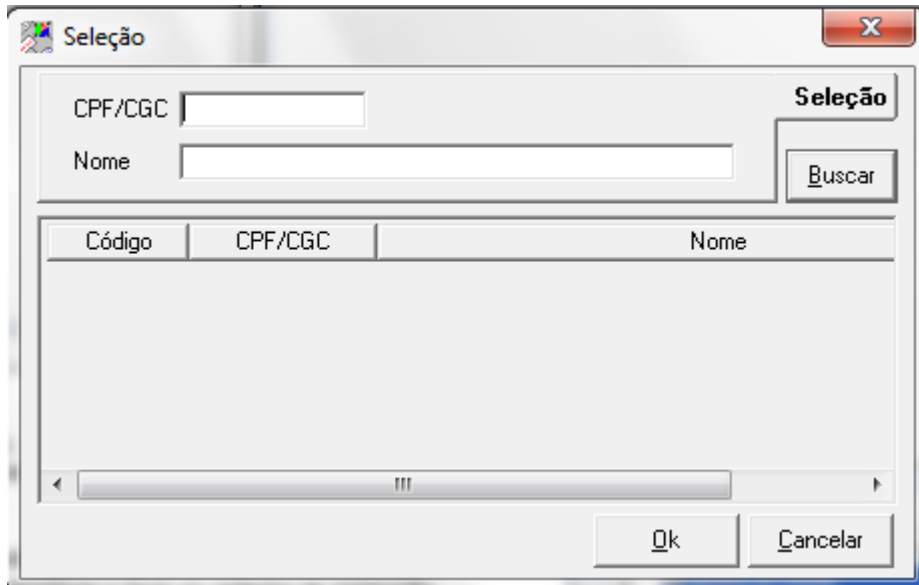 Seleção
CPF/CGC
Seleção
Nome
Buscar
Código CPF/CGC Nome
Ok Cancelar